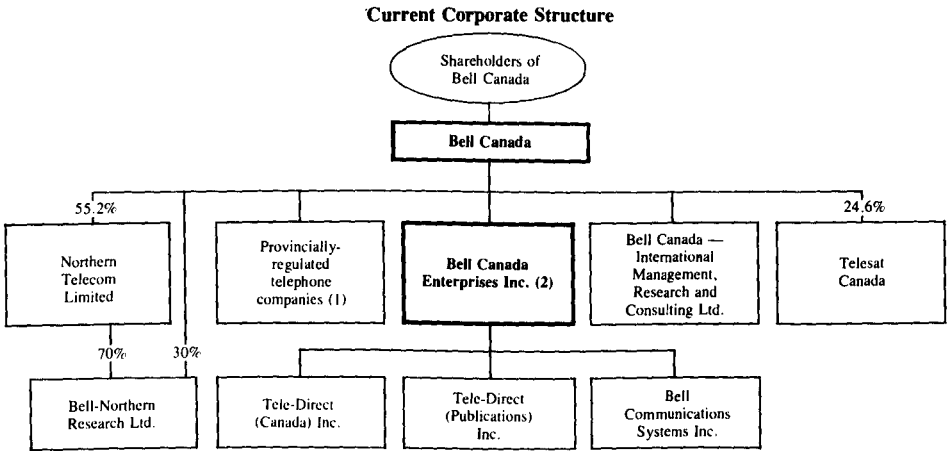 Current Corporate Structure
Shareholders of
Bell Canada
Bell Canada
55.2%
24.6%
Northern
Telecom
Limited
Provincially-
regulated
telephone
companies (1)
Bell Canada
Enterprises Inc. (2)
Bell Canada —
International
Management,
Research and
Consulting Ltd.
Telesat
Canada
70%
30%
Bell-Northern
Research Ltd.
Tele-Direct
(Canada) Inc.
Tele-Direct
(Publications)
Inc.
Bell
Communications
Systems Inc.